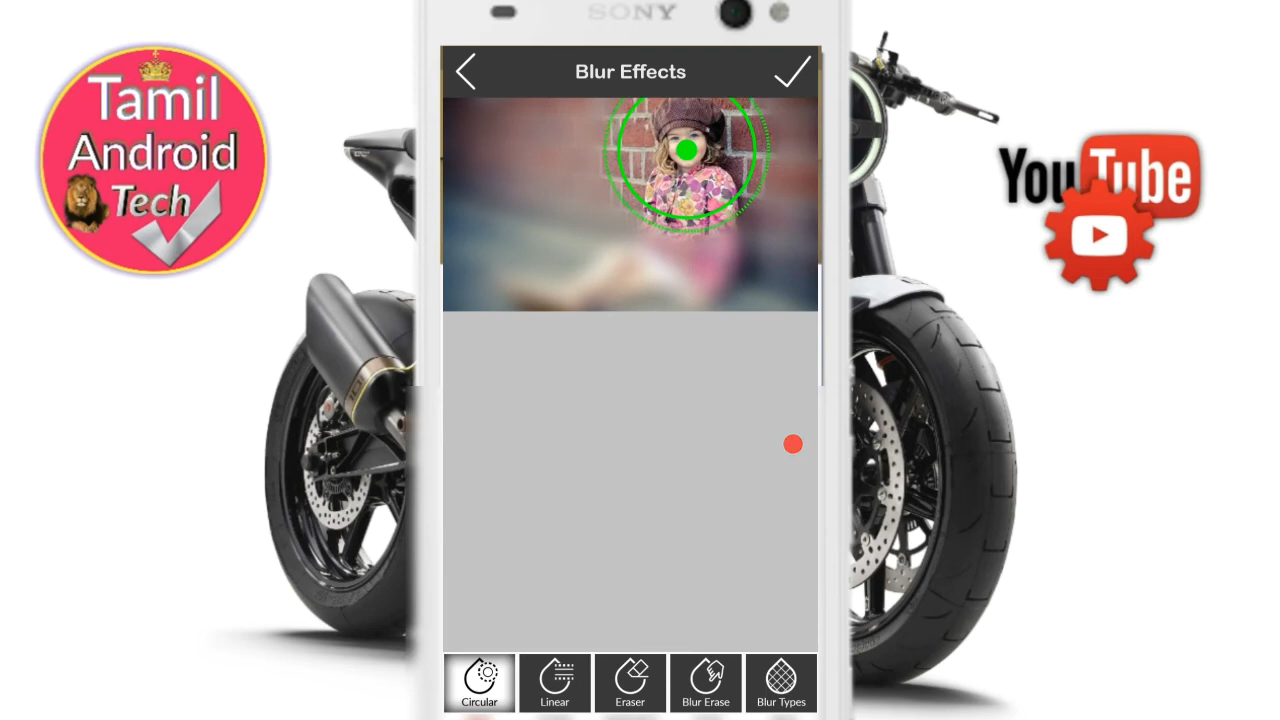 SONY
Blur Effects
Tamil
Android
Tech
YouTube
Circular
Linear
Eraser
Blur Erase
Blur Types